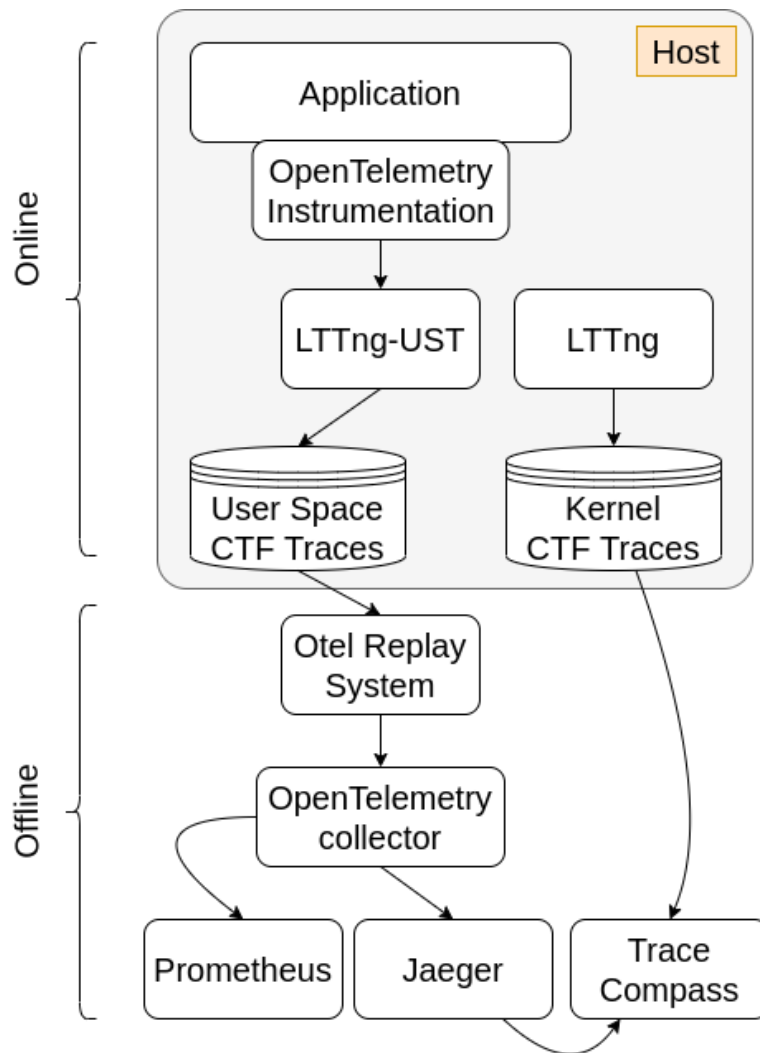 Host
Application
OpenTelemetry
Instrumentation
Online
LTTng-UST
LTTng
User Space
CTF Traces
Kernel
CTF Traces
Otel Replay
System
Offline
OpenTelemetry
collector
Prometheus
Jaeger
Trace
Compass